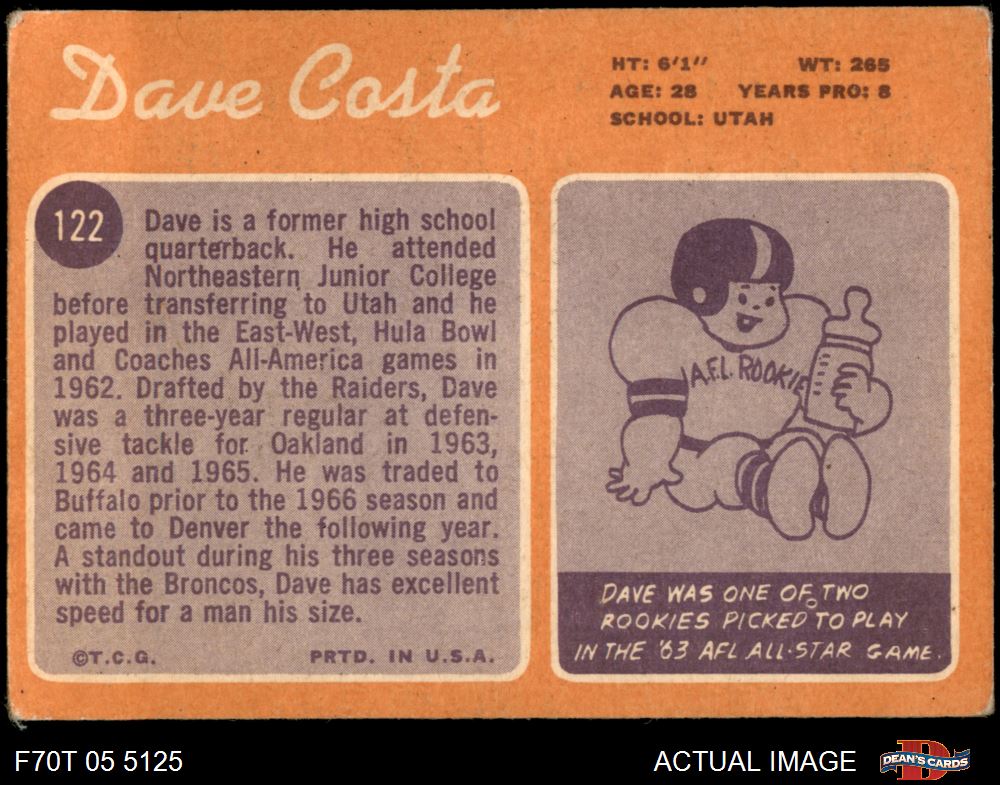 Dave Costa
HT: 6'1" WT: 265
AGE: 28 YEARS PRO: 8
SCHOOL: UTAH
122
Dave is a former high school
quarterback. He attended
Northeastern Junior College
before transferring to Utah and he
played in the East-West, Hula Bowl
and Coaches All-America games in
1962. Drafted by the Raiders, Dave
was a three-year regular at defen-
sive tackle for Oakland in 1963,
1964 and 1965. He was traded to
Buffalo prior to the 1966 season and
came to Denver the following year.
A standout during his three seasons
with the Broncos, Dave has excellent
speed for a man his size.
©T.C.G. PRTD. IN U.S.A.
A.F.L. ROOKIE
DAVE WAS ONE OF TWO
ROOKIES PICKED TO PLAY
IN THE '63 AFL ALL-STAR GAME.
F70T 05 5125
ACTUAL IMAGE
DEAN'S CARDS